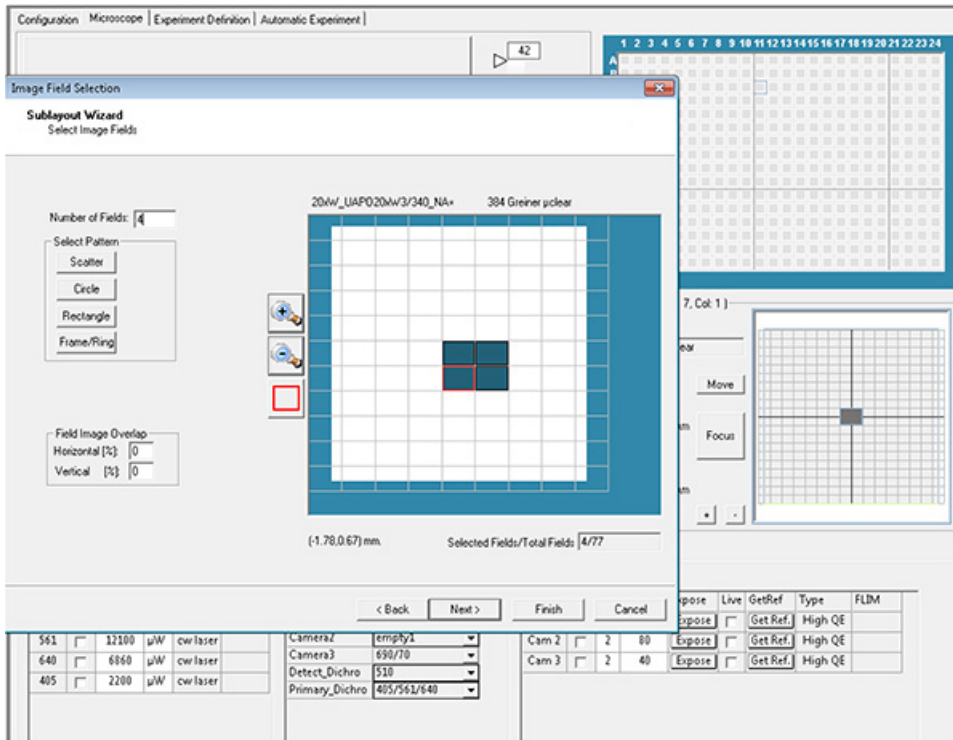 Configuration Microscope Experiment Definition Automatic Experiment
42
1 2 3 4 5 6 7 8 9 10 11 12 13 14 15 16 17 18 19 20 21 22 23 24
A
Image Field Selection
Sublayout Wizard
Select Image Fields
20xW_UAPO20xW3/340_NA× 384 Greiner µclear
Number of Fields: 4
Select Pattern
Scatter
Circle
Rectangle
Frame/Ring
7, Col: 1 )
ear
Move
Focus
+ -
Field Image Overlap
Horizontal [%]: 0
Vertical [%]: 0
(-1.78,0.67) mm. Selected Fields/Total Fields 4/77
< Back Next > Finish Cancel
xpose Live GetRef Type FLIM
Expose Get Ref. High QE
561 12100 µW cw laser Camera2 empty1 Cam 2 2 80 Expose Get Ref. High QE
640 6860 µW cw laser Camera3 690/70 Cam 3 2 40 Expose Get Ref. High QE
405 2200 µW cw laser Detect_Dichro 510
Primary_Dichro 405/561/640